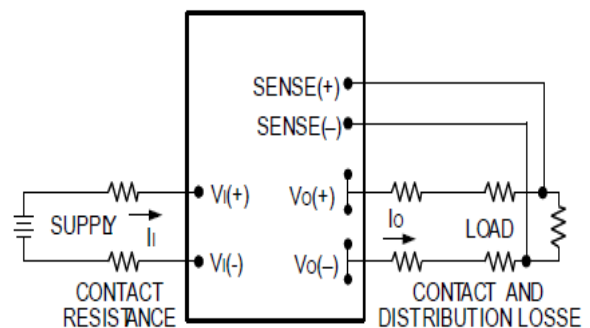 SENSE(+)
SENSE(–)
VI(+)
VO(+)
SUPPLY
II
IO
LOAD
VI(-)
VO(–)
CONTACT
RESISTANCE
CONTACT AND
DISTRIBUTION LOSSE